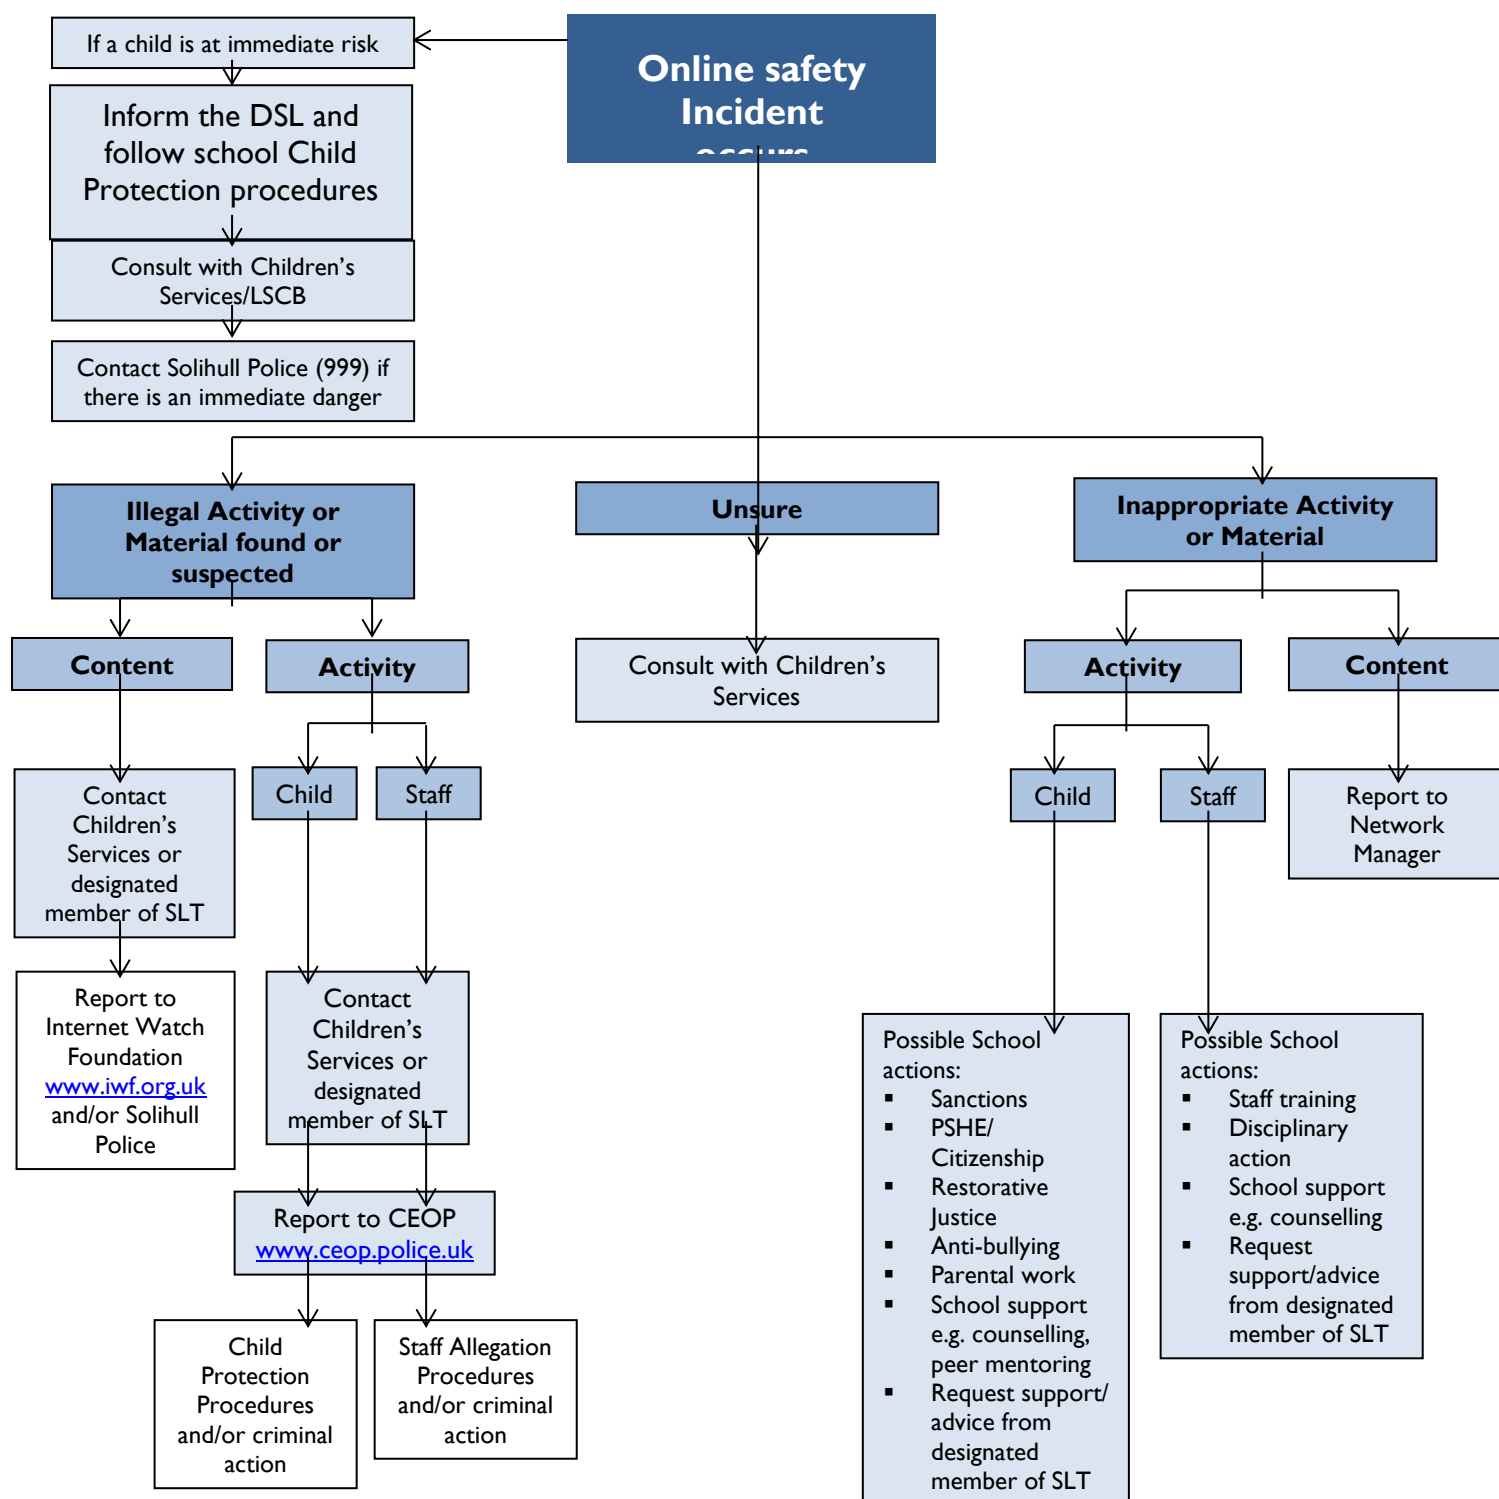 If a child is at immediate risk
Online safety
Incident
occurs
Inform the DSL and
follow school Child
Protection procedures
Consult with Children’s
Services/LSCB
Contact Solihull Police (999) if
there is an immediate danger
Illegal Activity or
Material found or
suspected
Unsure
Inappropriate Activity
or Material
Content
Activity
Consult with Children’s
Services
Activity
Content
Contact
Children’s
Services or
designated
member of SLT
Child
Staff
Child
Staff
Report to
Network
Manager
Report to
Internet Watch
Foundation
www.iwf.org.uk
and/or Solihull
Police
Contact
Children’s
Services or
designated
member of SLT
Report to CEOP
www.ceop.police.uk
Child
Protection
Procedures
and/or criminal
action
Staff Allegation
Procedures
and/or criminal
action
Possible School
actions:
▪ Sanctions
▪ PSHE/
Citizenship
▪ Restorative
Justice
▪ Anti-bullying
▪ Parental work
▪ School support
e.g. counselling,
peer mentoring
▪ Request support/
advice from
designated
member of SLT
Possible School
actions:
▪ Staff training
▪ Disciplinary
action
▪ School support
e.g. counselling
▪ Request
support/advice
from designated
member of SLT